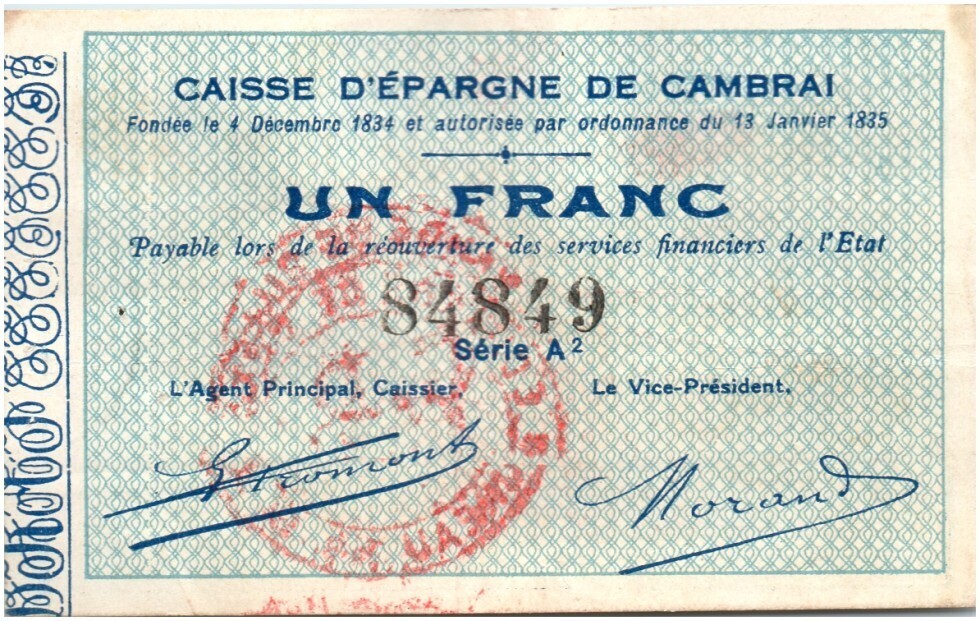 CAISSE D'ÉPARGNE DE CAMBRAI
Fondée le 4 Décembre 1834 et autorisée par ordonnance du 13 Janvier 1835
UN FRANC
Payable lors de la réouverture des services financiers de l'Etat
84849
Série A²
L'Agent Principal, Caissier, Le Vice-Président,
Morand